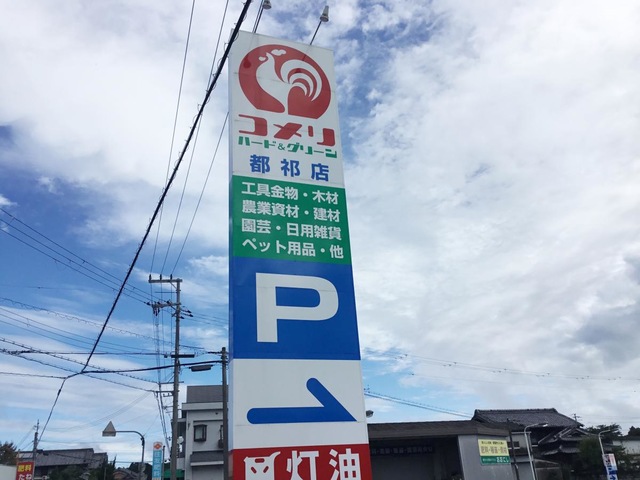 コメリ
ハード&グリーン
都祁店
工具金物・木材
農業資材・建材
園芸・日用雑貨
ペット用品・他
P
灯油